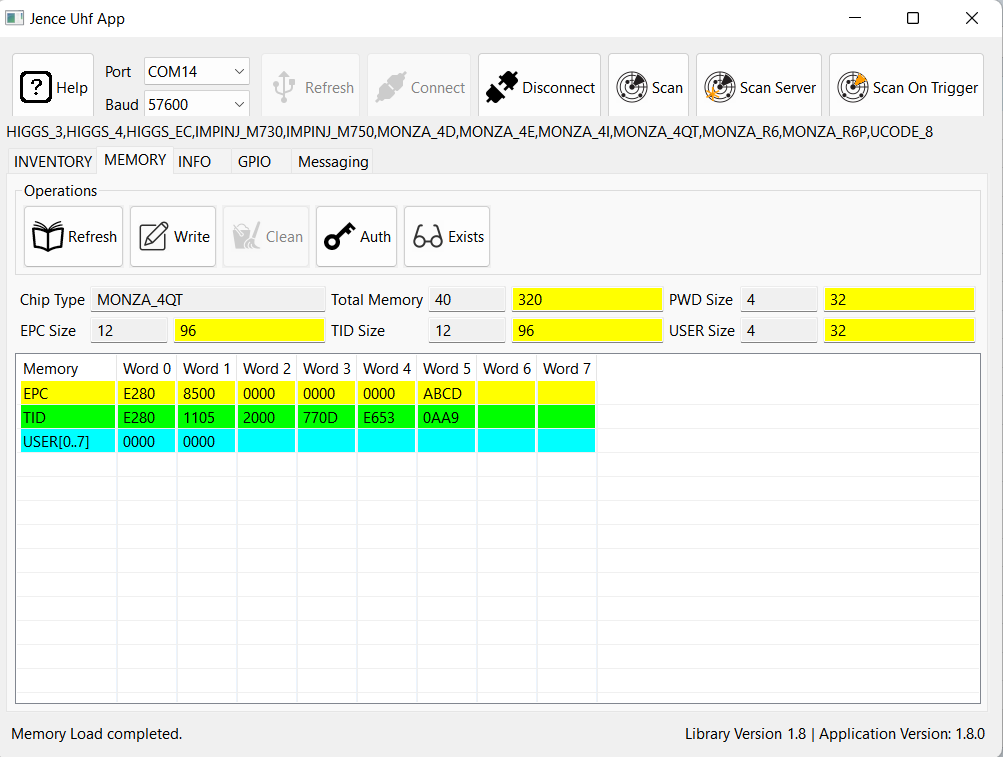 Jence Uhf App
? Help Port COM14 Refresh Connect Disconnect Scan Scan Server Scan On Trigger
Baud 57600
HIGGS_3,HIGGS_4,HIGGS_EC,IMPINJ_M730,IMPINJ_M750,MONZA_4D,MONZA_4E,MONZA_4I,MONZA_4QT,MONZA_R6,MONZA_R6P,UCODE_8
INVENTORY MEMORY INFO GPIO Messaging
Operations
Refresh Write Clean Auth Exists
Chip Type MONZA_4QT Total Memory 40 320 PWD Size 4 32
EPC Size 12 96 TID Size 12 96 USER Size 4 32
Memory Word 0 Word 1 Word 2 Word 3 Word 4 Word 5 Word 6 Word 7
EPC E280 8500 0000 0000 0000 ABCD
TID E280 1105 2000 770D E653 0AA9
USER[0..7] 0000 0000
Memory Load completed. Library Version 1.8 | Application Version: 1.8.0